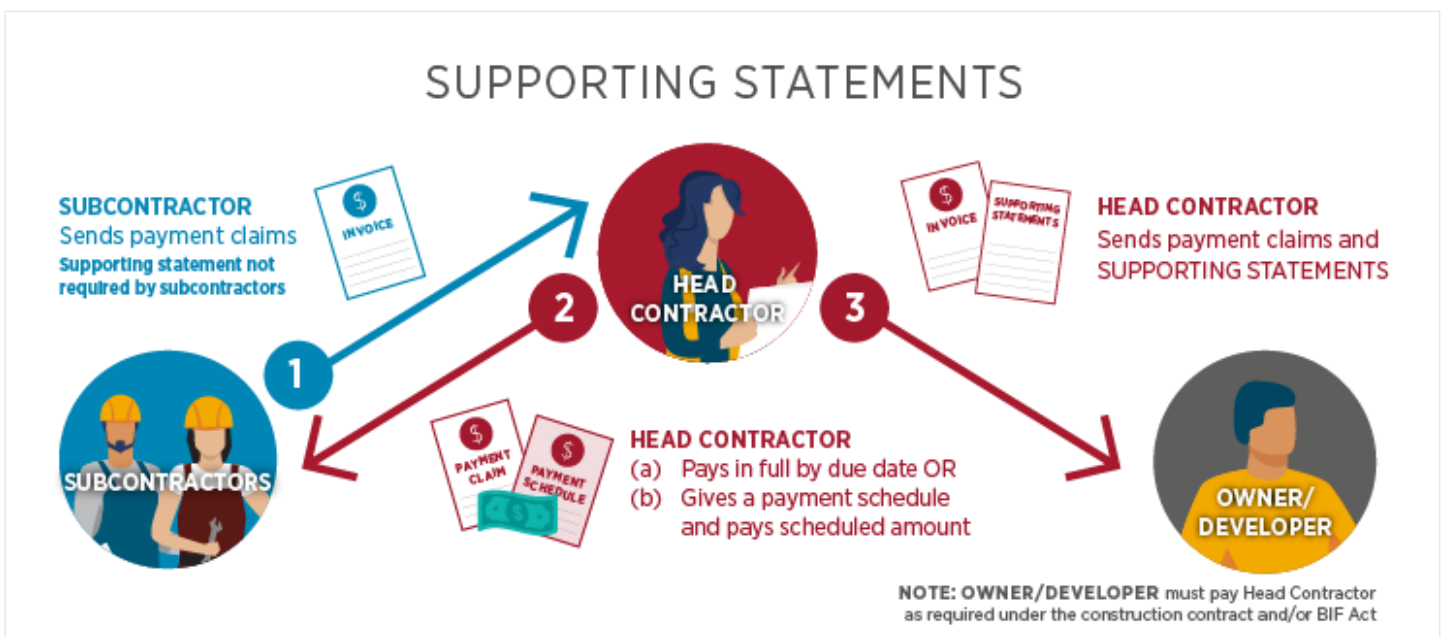 SUPPORTING STATEMENTS
SUBCONTRACTOR
Sends payment claims
Supporting statement not
required by subcontractors
$
INVOICE
HEAD
CONTRACTOR
$
INVOICE
SUPPORTING
STATEMENTS
HEAD CONTRACTOR
Sends payment claims and
SUPPORTING STATEMENTS
1
2
3
SUBCONTRACTORS
$
PAYMENT
CLAIM
$
PAYMENT
SCHEDULE
$
HEAD CONTRACTOR
(a) Pays in full by due date OR
(b) Gives a payment schedule
and pays scheduled amount
OWNER/
DEVELOPER
NOTE: OWNER/DEVELOPER must pay Head Contractor
as required under the construction contract and/or BIF Act